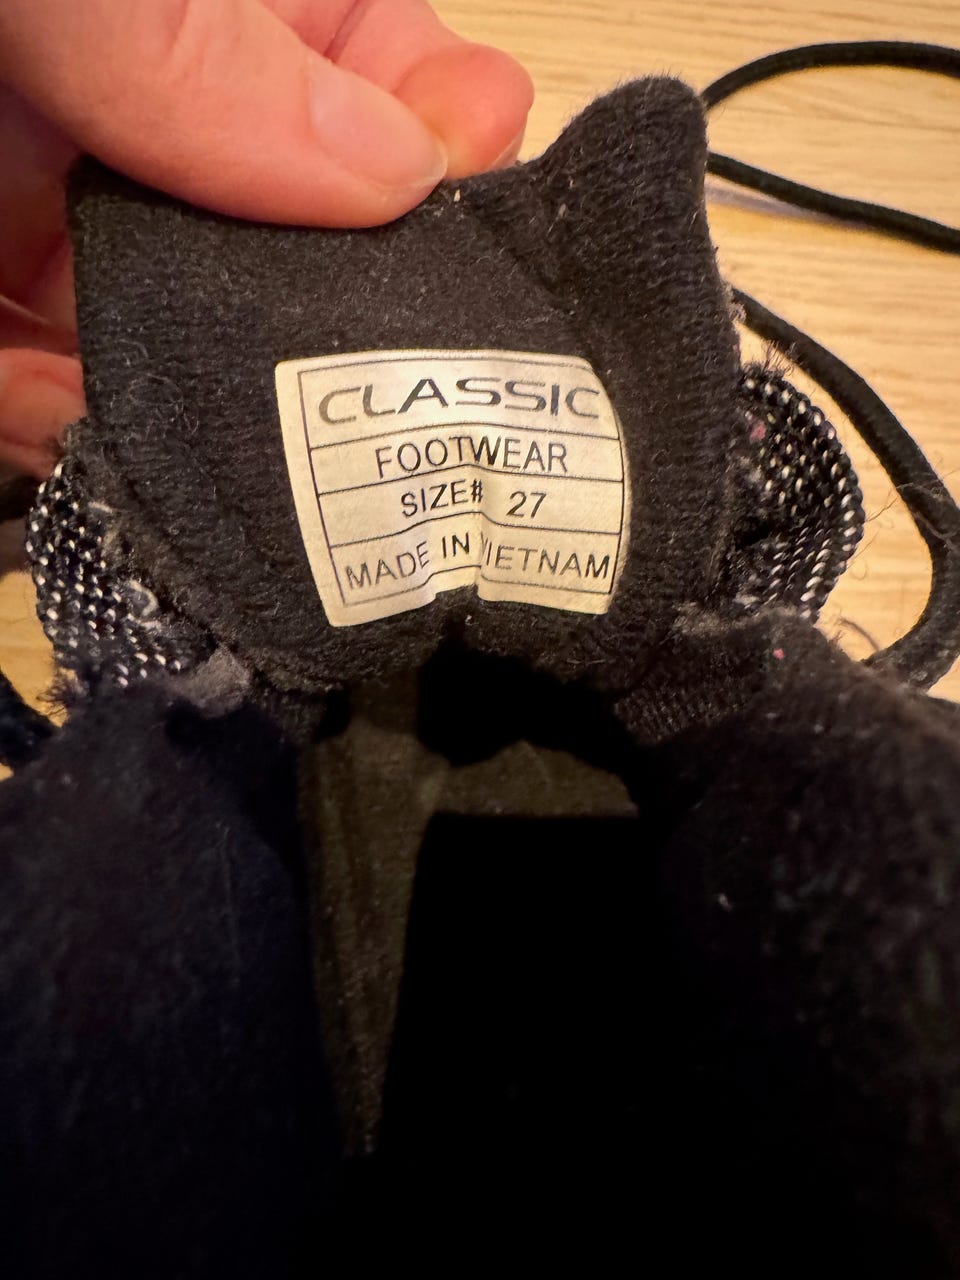 CLASSIC
FOOTWEAR
SIZE# 27
MADE IN VIETNAM